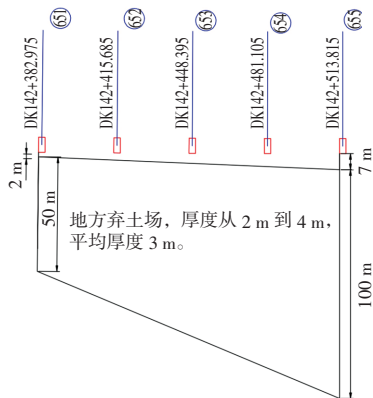 651
652
653
654
655
DK142+382.975
DK142+415.685
DK142+448.395
DK142+481.105
DK142+513.815
2 m
7 m
50 m
地方弃土场，厚度从 2 m 到 4 m，
平均厚度 3 m。
100 m